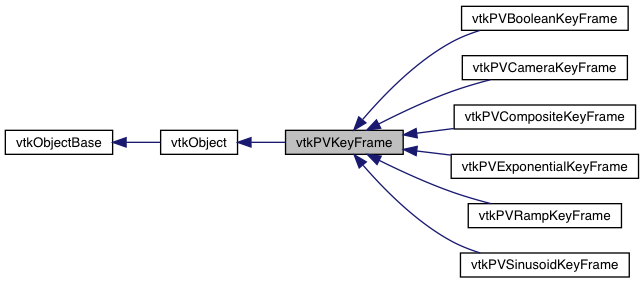 vtkPVBooleanKeyFrame
vtkPVCameraKeyFrame
vtkPVCompositeKeyFrame
vtkObjectBase
vtkObject
vtkPVKeyFrame
vtkPVExponentialKeyFrame
vtkPVRampKeyFrame
vtkPVSinusoidKeyFrame